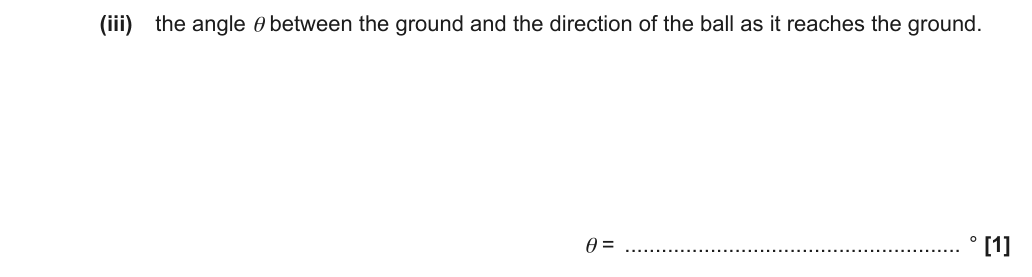 (iii) the angle θ between the ground and the direction of the ball as it reaches the ground.
θ = ...................................................... ° [1]